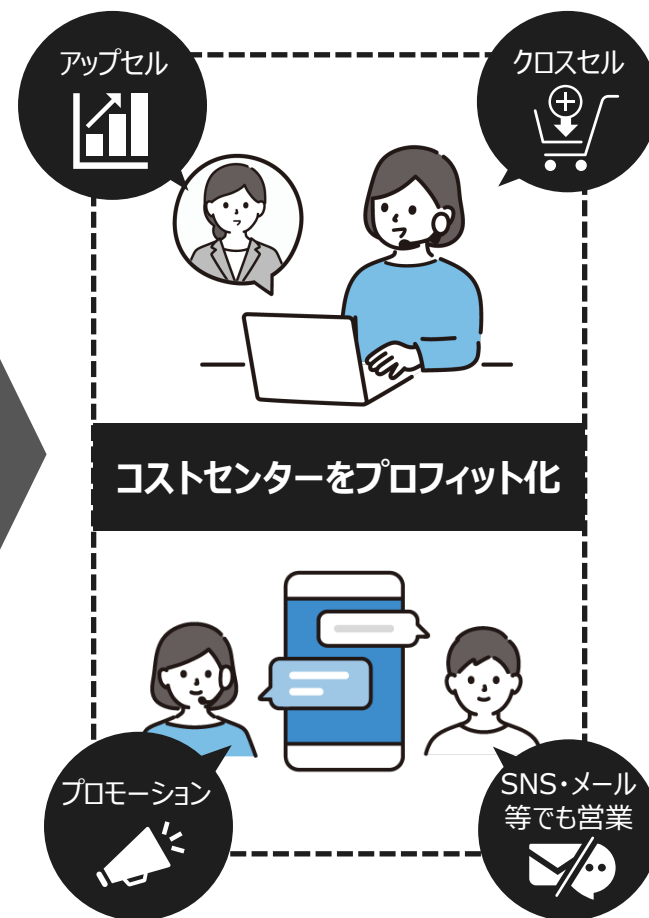 アップセル
クロスセル
コストセンターをプロフィット化
プロモーション
SNS・メール
等でも営業